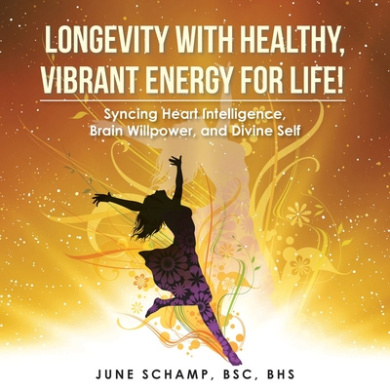 LONGEVITY WITH HEALTHY,
VIBRANT ENERGY FOR LIFE!
Syncing Heart Intelligence,
Brain Willpower, and Divine Self
JUNE SCHAMP, BSC, BHS